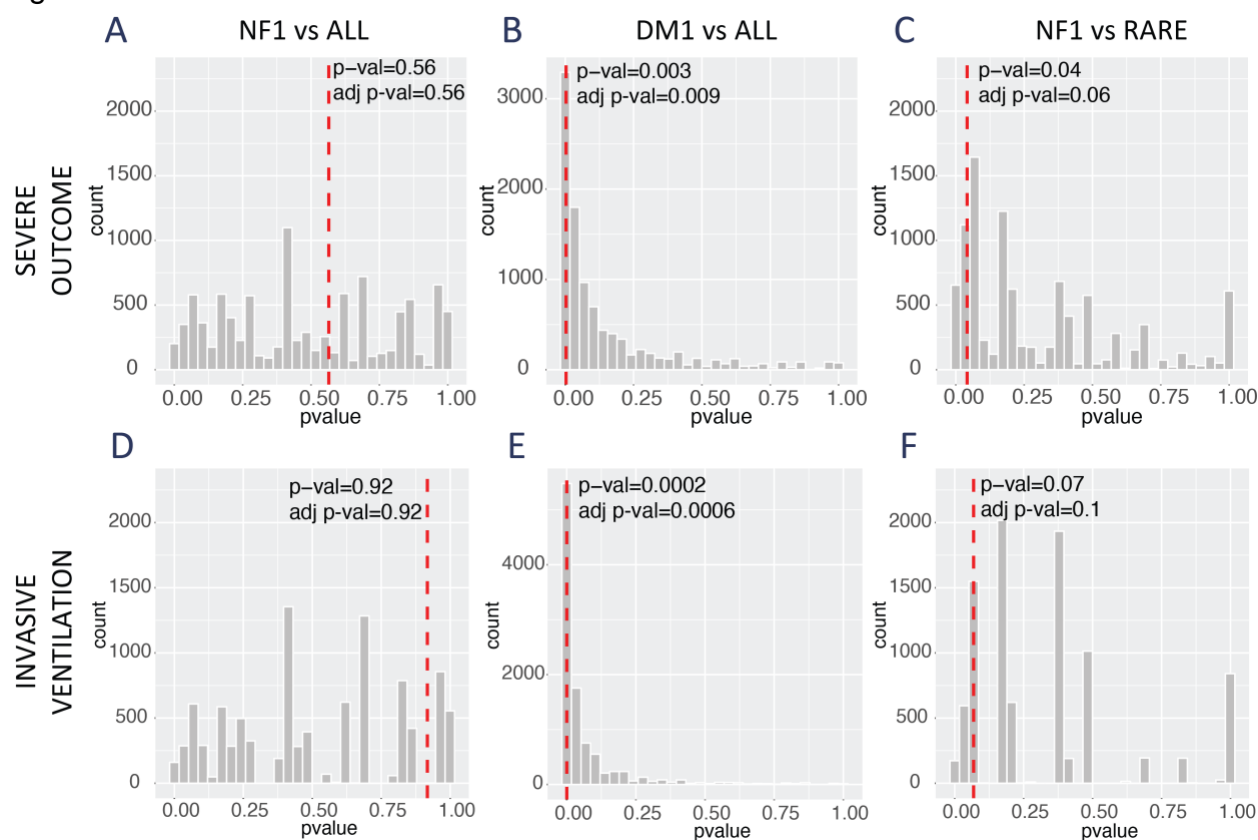 A NF1 vs ALL
B DM1 vs ALL
C NF1 vs RARE
SEVERE
OUTCOME
p-val=0.56
adj p-val=0.56
2000
1500
1000
500
0
count
0.00 0.25 0.50 0.75 1.00
pvalue
p-val=0.003
adj p-val=0.009
3000
2000
1000
0
count
0.00 0.25 0.50 0.75 1.00
pvalue
p-val=0.04
adj p-val=0.06
2000
1500
1000
500
0
count
0.00 0.25 0.50 0.75 1.00
pvalue
D
E
F
INVASIVE
VENTILATION
p-val=0.92
adj p-val=0.92
2000
1500
1000
500
0
count
0.00 0.25 0.50 0.75 1.00
pvalue
p-val=0.0002
adj p-val=0.0006
4000
2000
0
count
0.00 0.25 0.50 0.75 1.00
pvalue
p-val=0.07
adj p-val=0.1
2000
1500
1000
500
0
count
0.00 0.25 0.50 0.75 1.00
pvalue